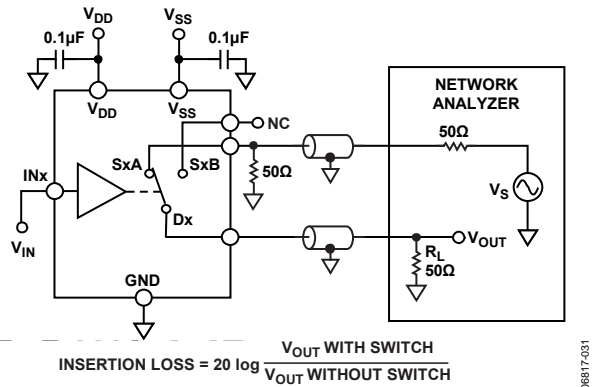 VDD
VSS
0.1µF
0.1µF
VDD
VSS
NC
NETWORK
ANALYZER
SxA
SxB
50Ω
50Ω
INx
VS
Dx
VIN
VOUT
RL
50Ω
GND
INSERTION LOSS = 20 log VOUT WITH SWITCH
VOUT WITHOUT SWITCH
06817-031